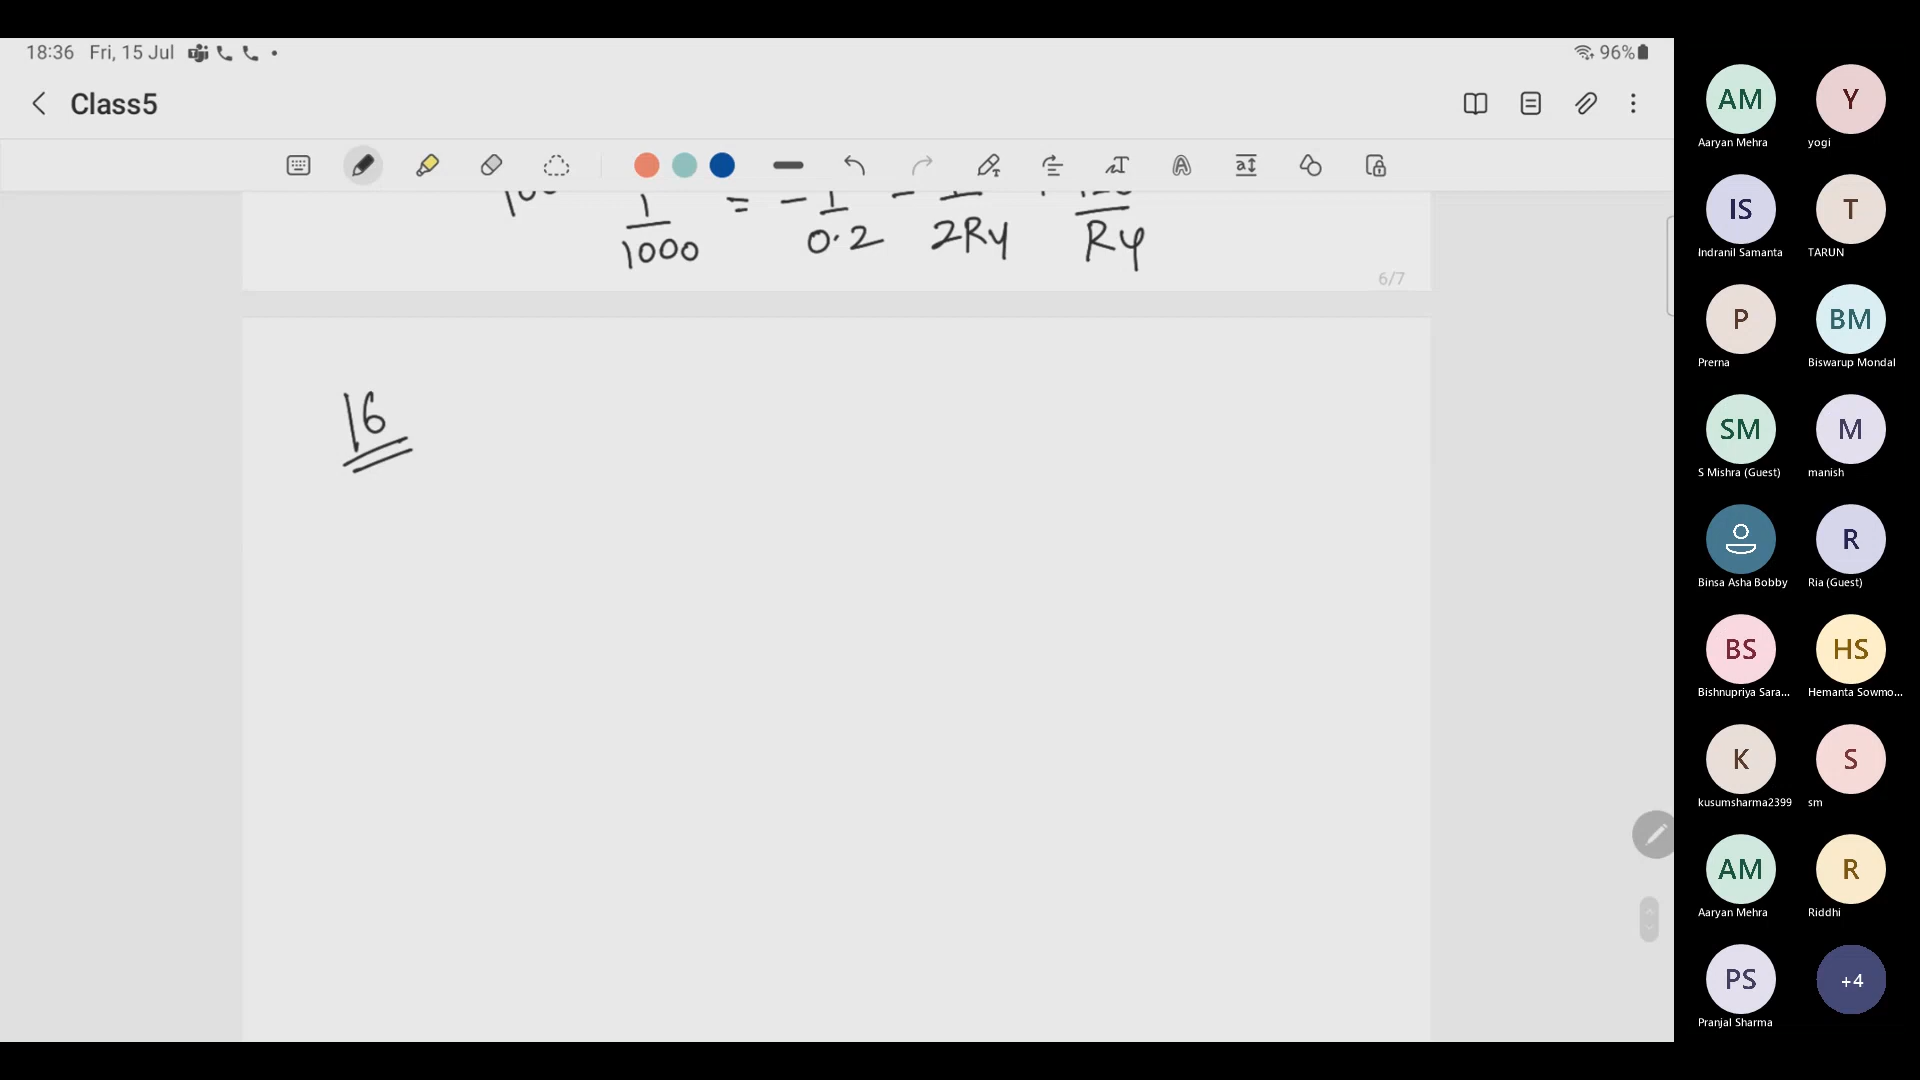 18:36 Fri, 15 Jul
96%
Class5
1/1000 = - 1/0.2 - /2Ry /Ry
6/7
16
AM
Aaryan Mehra
Y
yogi
IS
Indranil Samanta
T
TARUN
P
Prerna
BM
Biswarup Mondal
SM
S Mishra (Guest)
M
manish
Binsa Asha Bobby
R
Ria (Guest)
BS
Bishnupriya Sara...
HS
Hemanta Sowmo...
K
kusumsharma2399
S
sm
AM
Aaryan Mehra
R
Riddhi
PS
Pranjal Sharma
+4